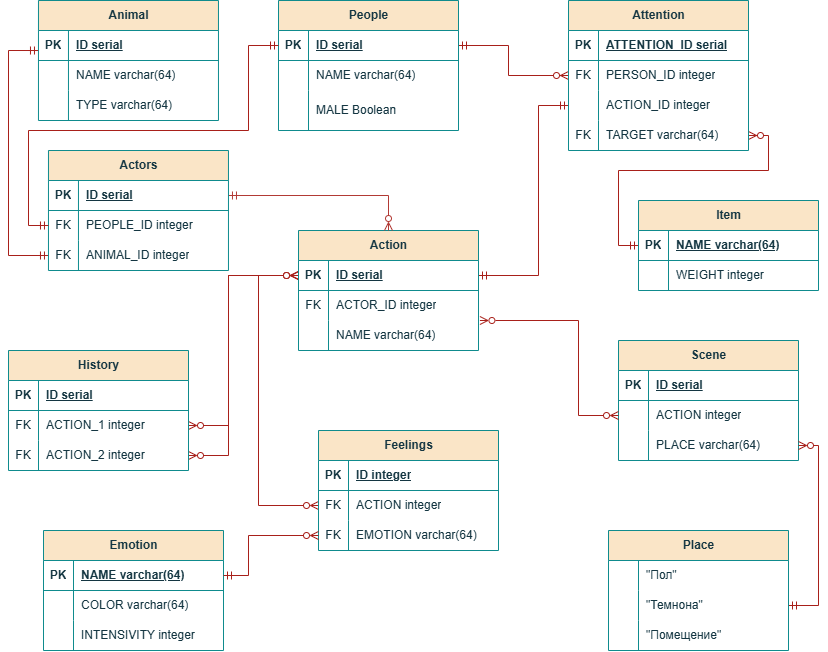 Animal
PK ID serial
NAME varchar(64)
TYPE varchar(64)
People
PK ID serial
NAME varchar(64)
MALE Boolean
Attention
PK ATTENTION_ID serial
FK PERSON_ID integer
ACTION_ID integer
FK TARGET varchar(64)
Actors
PK ID serial
FK PEOPLE_ID integer
FK ANIMAL_ID integer
Item
PK NAME varchar(64)
WEIGHT integer
Action
PK ID serial
FK ACTOR_ID integer
NAME varchar(64)
History
PK ID serial
FK ACTION_1 integer
FK ACTION_2 integer
Scene
PK ID serial
ACTION integer
PLACE varchar(64)
Feelings
PK ID integer
FK ACTION integer
FK EMOTION varchar(64)
Emotion
PK NAME varchar(64)
COLOR varchar(64)
INTENSIVITY integer
Place
"Пол"
"Темнона"
"Помещение"